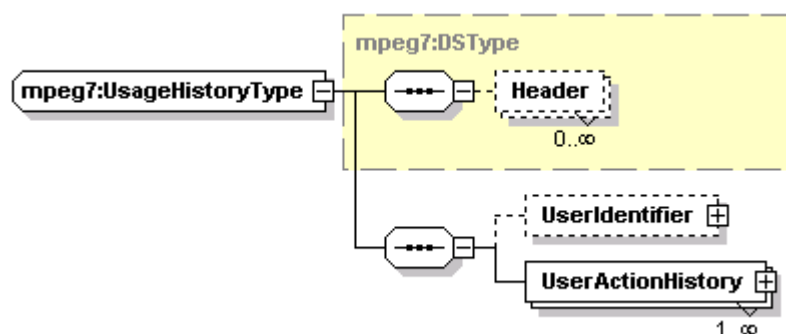 mpeg7:DSType
mpeg7:UsageHistoryType
Header
0..∞
UserIdentifier
UserActionHistory
1..∞